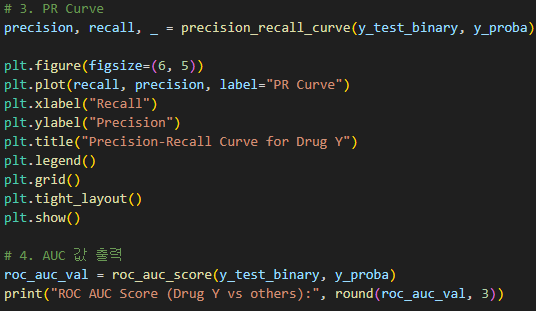 # 3. PR Curve
precision, recall, _ = precision_recall_curve(y_test_binary, y_proba)
plt.figure(figsize=(6, 5))
plt.plot(recall, precision, label="PR Curve")
plt.xlabel("Recall")
plt.ylabel("Precision")
plt.title("Precision-Recall Curve for Drug Y")
plt.legend()
plt.grid()
plt.tight_layout()
plt.show()
# 4. AUC 값 출력
roc_auc_val = roc_auc_score(y_test_binary, y_proba)
print("ROC AUC Score (Drug Y vs others):", round(roc_auc_val, 3))